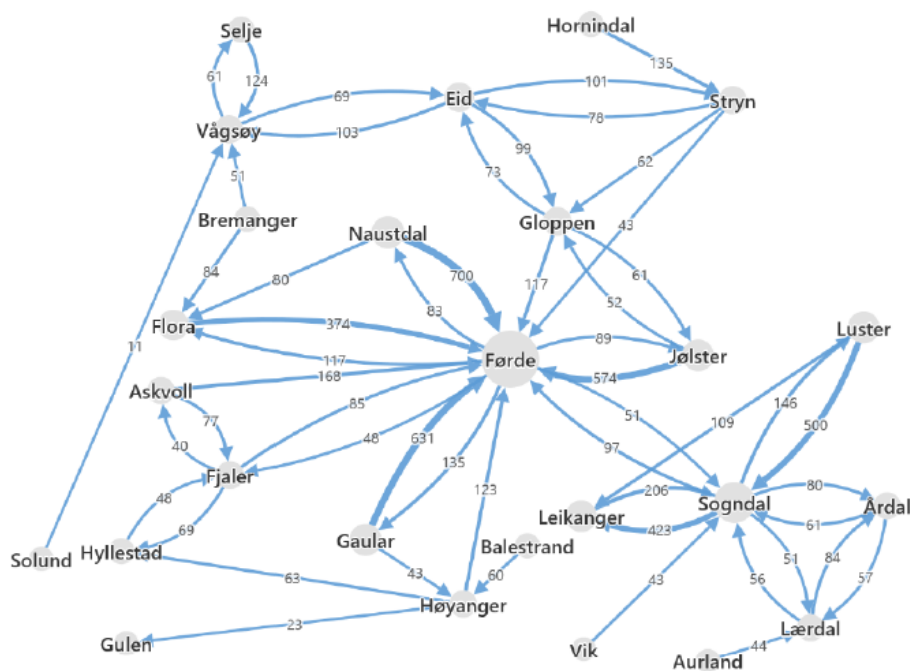 Selje
Hornindal
61
124
135
69
101
Eid
Stryn
78
Vågsøy
103
99
62
73
51
Bremanger
Gloppen
43
Naustdal
84
80
700
61
117
52
83
Flora
374
Luster
89
Førde
Jølster
11
117
168
574
Askvoll
146
77
85
51
109
500
40
48
631
97
Fjaler
135
123
80
48
206
Sogndal
Årdal
Leikanger
69
423
61
Gaular
Balestrand
Solund
Hyllestad
51
84
43
60
63
43
56
57
Høyanger
23
Lærdal
Gulen
Vik
44
Aurland